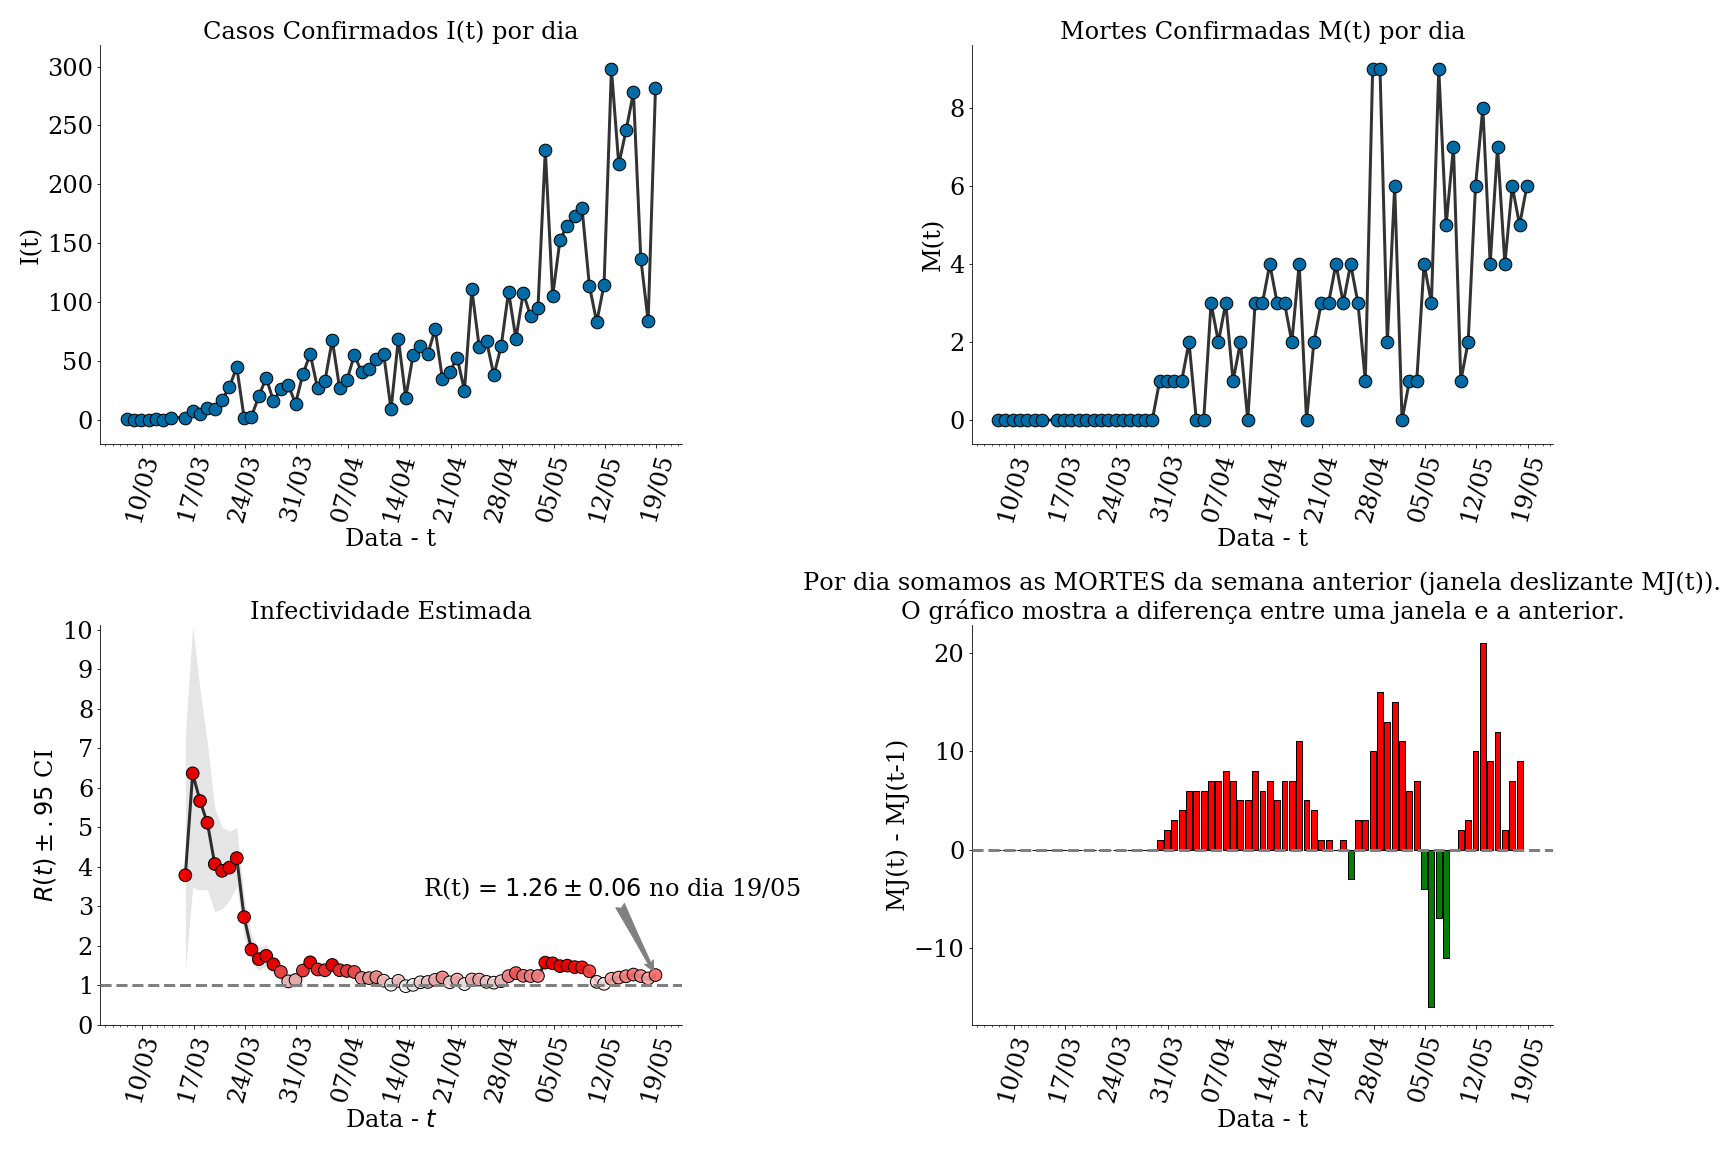 Casos Confirmados I(t) por dia
I(t)
300
250
200
150
100
50
0
10/03 17/03 24/03 31/03 07/04 14/04 21/04 28/04 05/05 12/05 19/05
Data - t
Mortes Confirmadas M(t) por dia
M(t)
8
6
4
2
0
10/03 17/03 24/03 31/03 07/04 14/04 21/04 28/04 05/05 12/05 19/05
Data - t
Infectividade Estimada
R(t) ± .95 CI
10
9
8
7
6
5
4
3
2
1
0
R(t) = 1.26 ± 0.06 no dia 19/05
10/03 17/03 24/03 31/03 07/04 14/04 21/04 28/04 05/05 12/05 19/05
Data - t
Por dia somamos as MORTES da semana anterior (janela deslizante MJ(t)).
O gráfico mostra a diferença entre uma janela e a anterior.
MJ(t) - MJ(t-1)
20
10
0
−10
10/03 17/03 24/03 31/03 07/04 14/04 21/04 28/04 05/05 12/05 19/05
Data - t